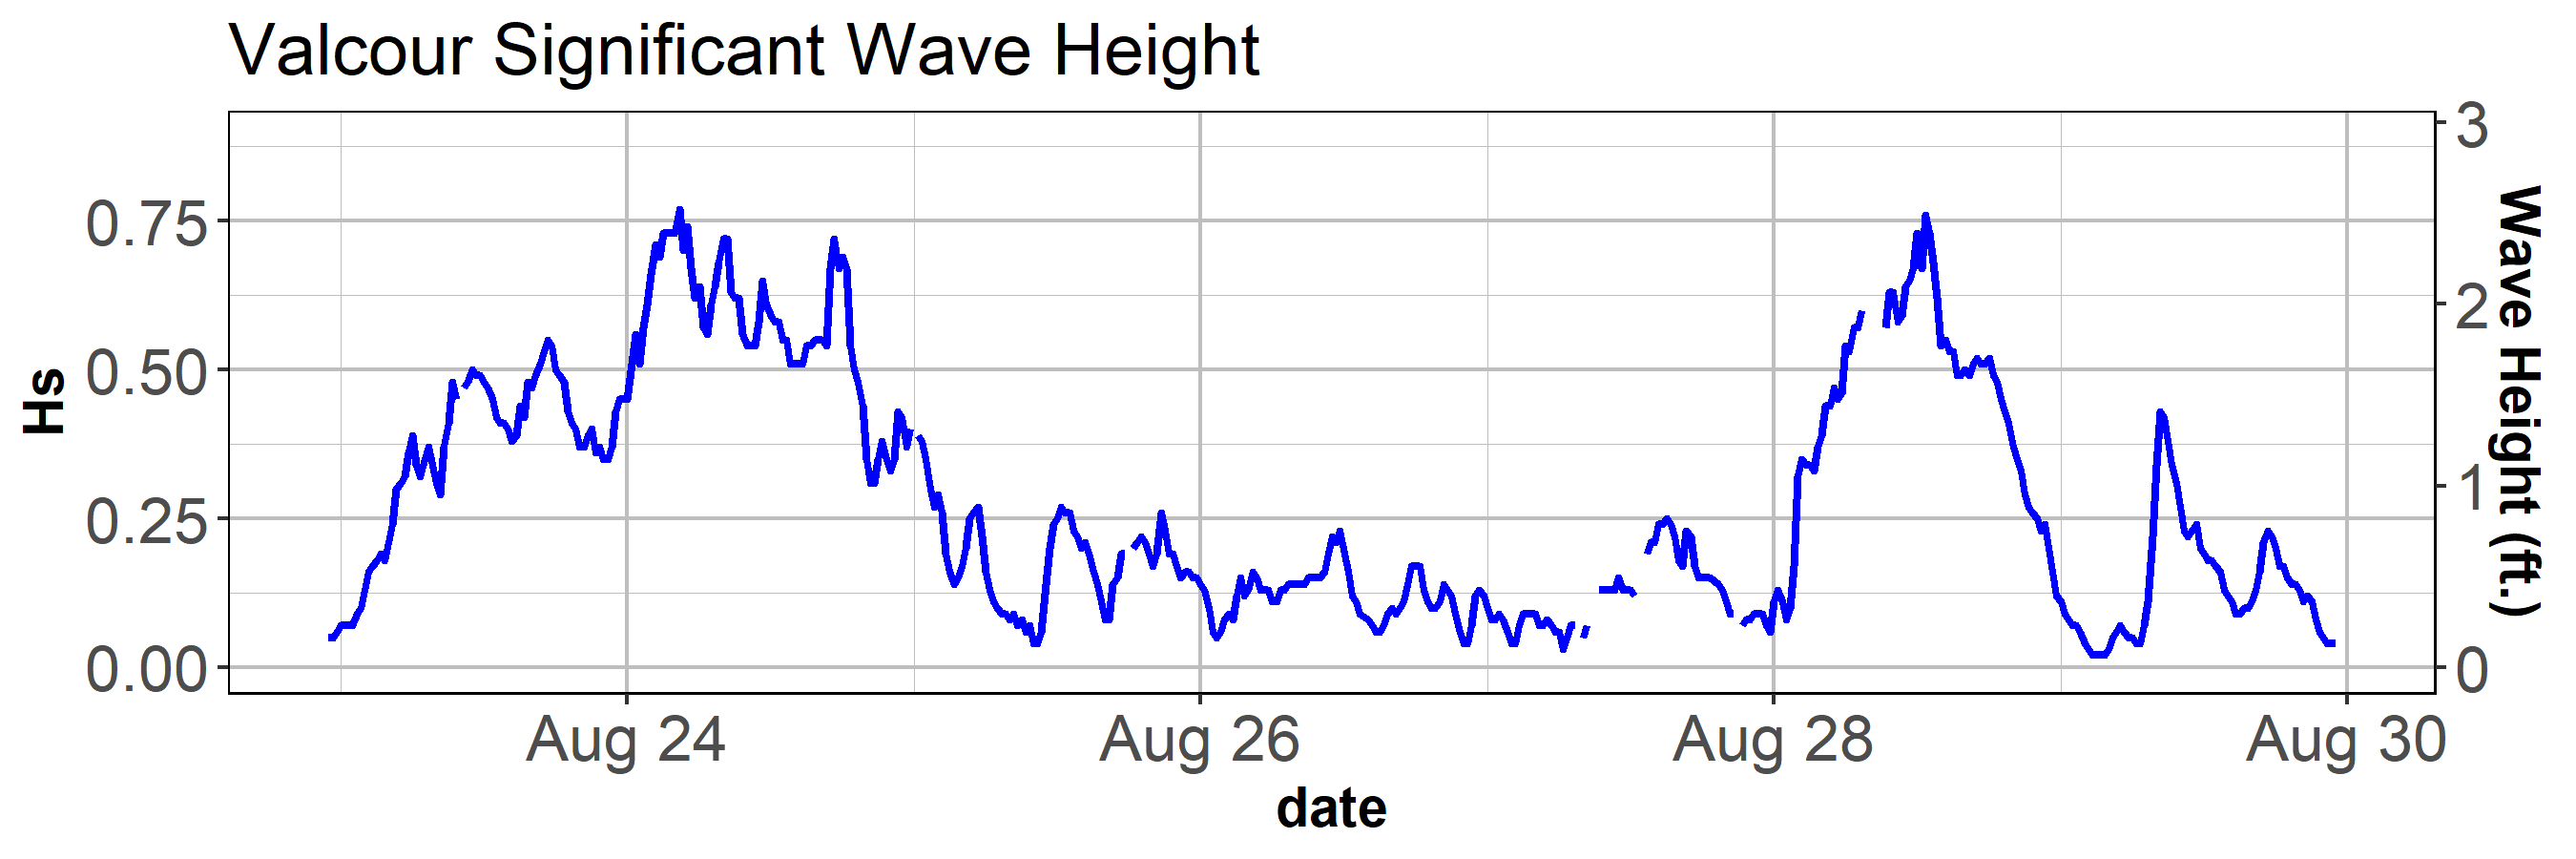 Valcour Significant Wave Height
Hs
0.75
0.50
0.25
0.00
3
2
1
0
Wave Height (ft.)
Aug 24
Aug 26
Aug 28
Aug 30
date